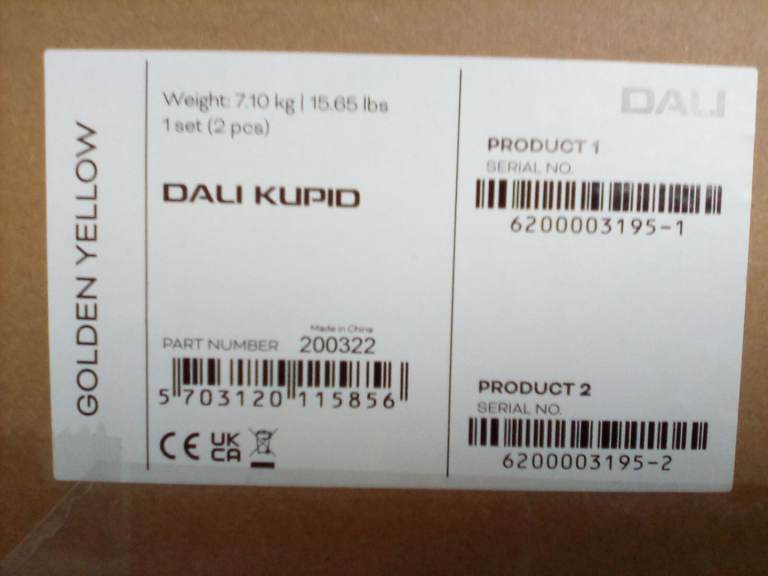 GOLDEN YELLOW
Weight: 7.10 kg | 15.65 lbs
1 set (2 pcs)
DALI KUPID
Made in China
PART NUMBER 200322
5 703120 115856
CE UK
CA
DALI
PRODUCT 1
SERIAL NO.
6200003195-1
PRODUCT 2
SERIAL NO.
6200003195-2